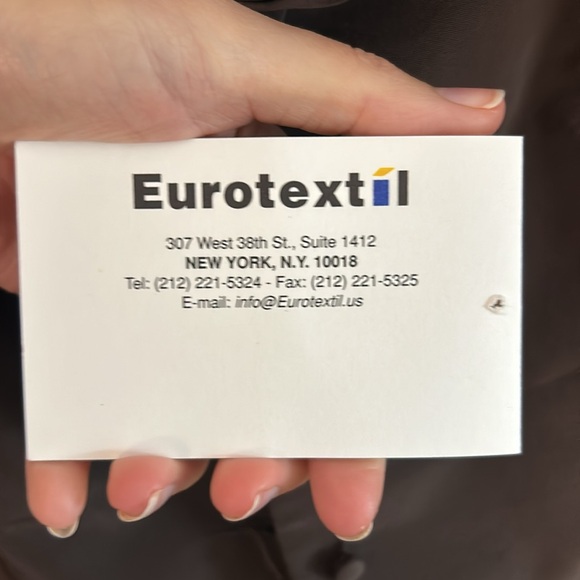 Eurotextíl
307 West 38th St., Suite 1412
NEW YORK, N.Y. 10018
Tel: (212) 221-5324 - Fax: (212) 221-5325
E-mail: info@Eurotextil.us